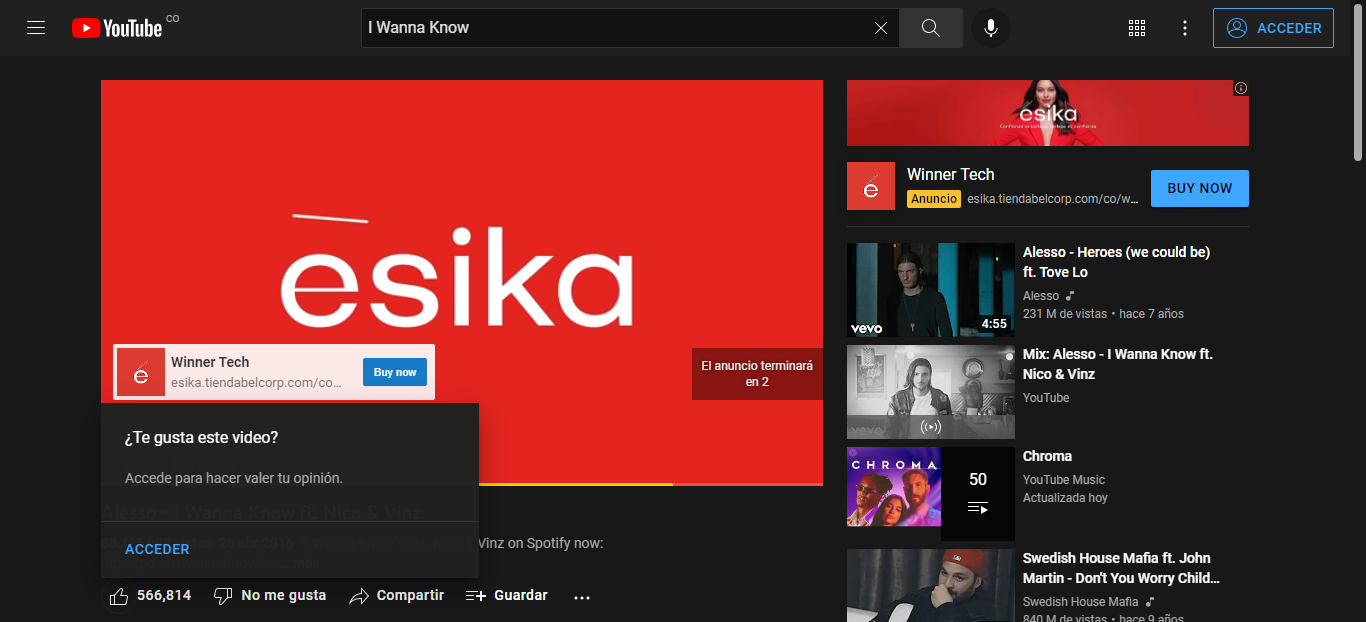 YouTube CO
I Wanna Know
ACCEDER
esika
Winner Tech
esika.tiendabelcorp.com/co...
Buy now
El anuncio terminará
en 2
¿Te gusta este video?
Accede para hacer valer tu opinión.
Alesso - I Wanna Know ft. Nico & Vinz
Vinz on Spotify now:
ACCEDER
566,814
No me gusta
Compartir
Guardar
...
esika
Winner Tech
Anuncio esika.tiendabelcorp.com/co/w...
BUY NOW
vevo
4:55
Alesso - Heroes (we could be)
ft. Tove Lo
Alesso
231 M de vistas • hace 7 años
vevo
Mix: Alesso - I Wanna Know ft.
Nico & Vinz
YouTube
CHROMA
50
Chroma
YouTube Music
Actualizada hoy
Swedish House Mafia ft. John
Martin - Don't You Worry Child...
Swedish House Mafia
840 M de vistas • hace 9 años